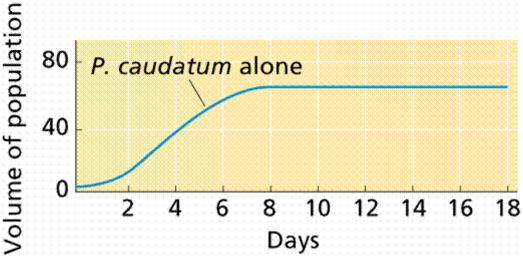 Volume of population
80
40
0
P. caudatum alone
2 4 6 8 10 12 14 16 18
Days